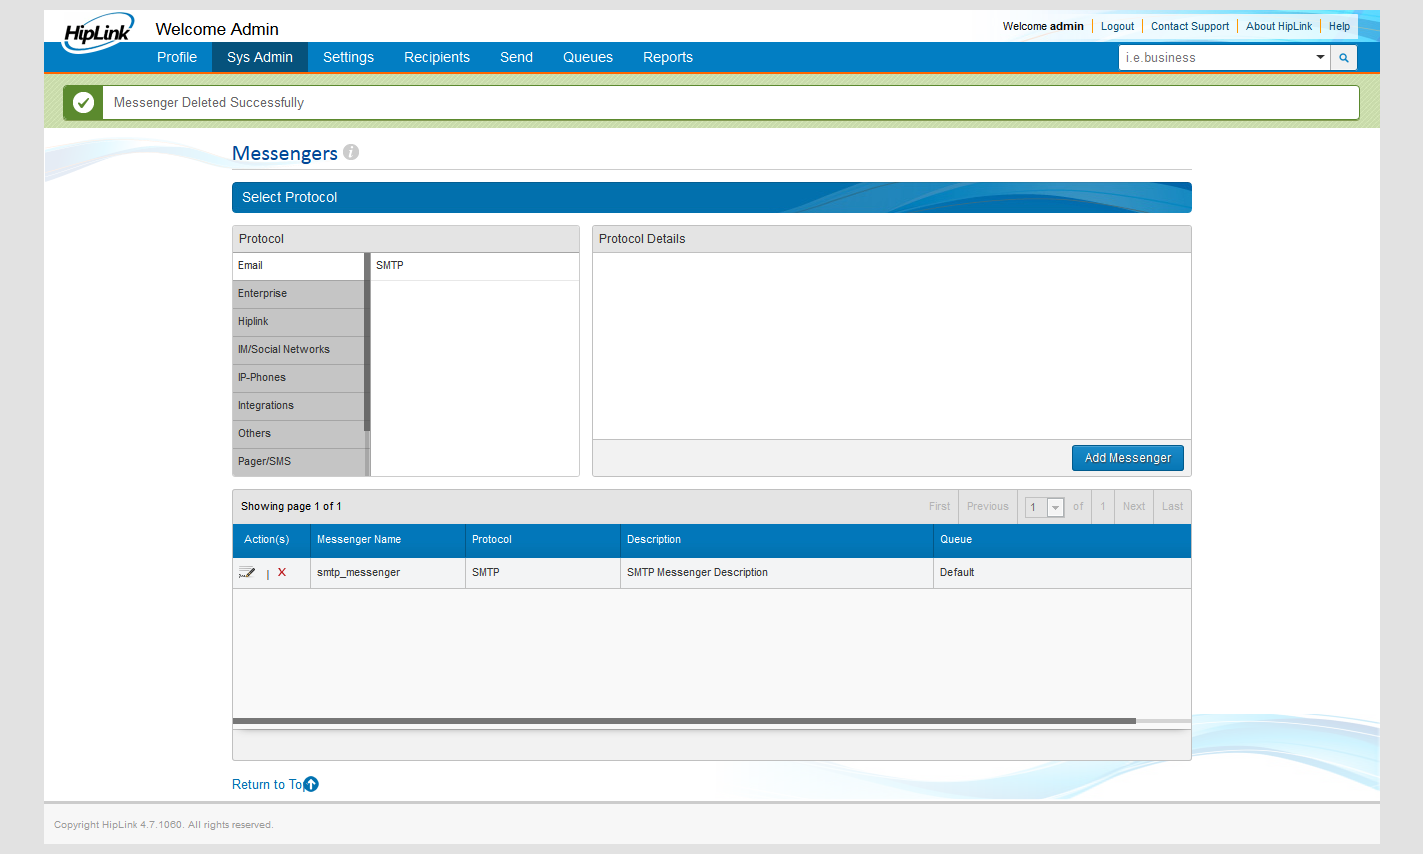 HipLink
Welcome Admin
Welcome admin Logout Contact Support About HipLink Help
Profile Sys Admin Settings Recipients Send Queues Reports i.e.business
Messenger Deleted Successfully
Messengers i
Select Protocol
Protocol
Protocol Details
Email SMTP
Enterprise
Hiplink
IM/Social Networks
IP-Phones
Integrations
Others
Pager/SMS
Add Messenger
Showing page 1 of 1 First Previous 1 of 1 Next Last
Action(s) Messenger Name Protocol Description Queue
| X smtp_messenger SMTP SMTP Messenger Description Default
Return to Top
Copyright HipLink 4.7.1060. All rights reserved.